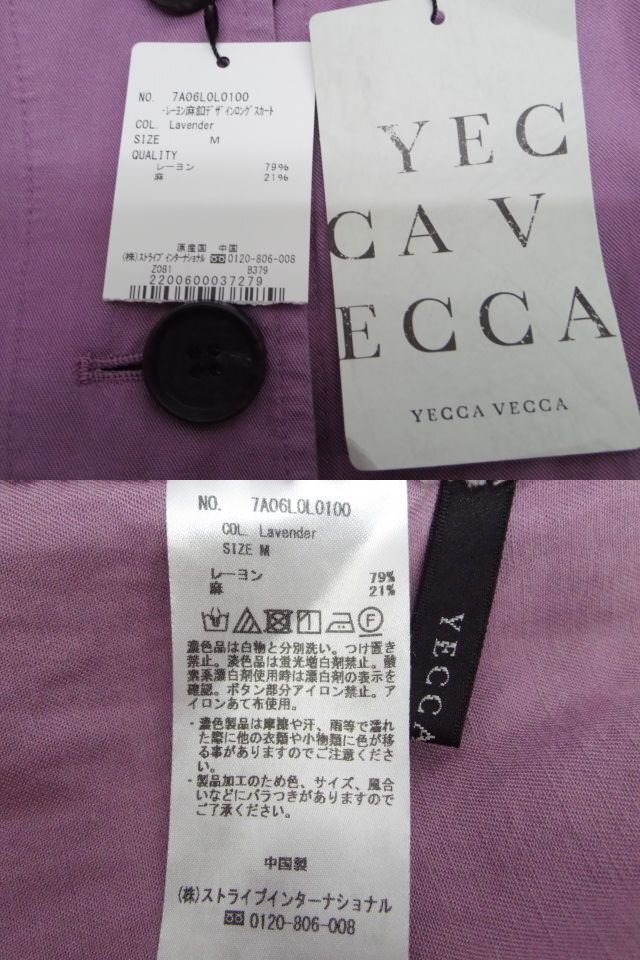 NO. 7A06L0L0100
-レーヨン麻釦ﾃﾞｻﾞｲﾝﾛﾝｸﾞｽｶｰﾄ
COL. Lavender
SIZE M
QUALITY
レーヨン 79%
麻 21%
原産国 中国
(株)ストライプインターナショナル 0120-806-008
Z081 B379
2200600037279
YEC
CA V
ECCA
YECCA VECCA
NO. 7A06L0L0100
COL. Lavender
SIZE M
レーヨン 79%
麻 21%
濃色品は白物と分別洗い。つけ置き
禁止。淡色品は蛍光増白剤禁止。酸
素系漂白剤使用時は漂白剤の表示を
確認。ボタン部分アイロン禁止。ア
イロンあて布使用。
・濃色製品は摩擦や汗、雨等で濡れ
た際に他の衣類や小物類に色が移
る事がありますのでご注意くださ
い。
・製品加工のため色、サイズ、風合
いなどにバラつきがありますので
ご了承ください。
中国製
(株)ストライプインターナショナル
0120-806-008
YECCA